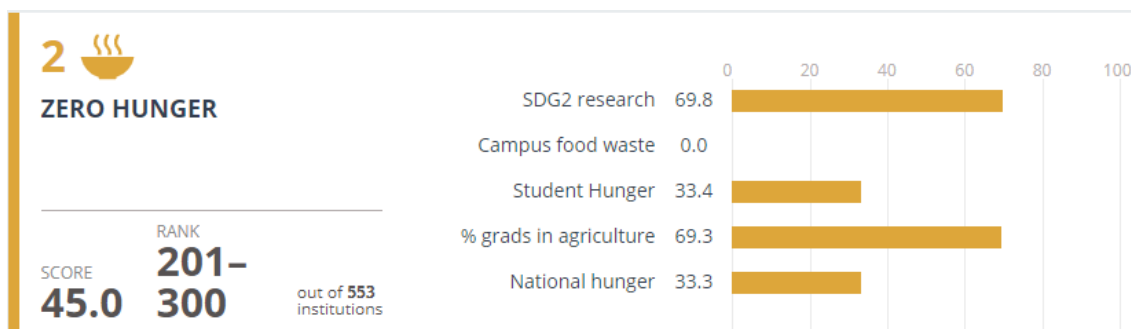 2
ZERO HUNGER
SCORE
45.0
RANK
201–
300
out of 553
institutions
0 20 40 60 80 100
SDG2 research 69.8
Campus food waste 0.0
Student Hunger 33.4
% grads in agriculture 69.3
National hunger 33.3